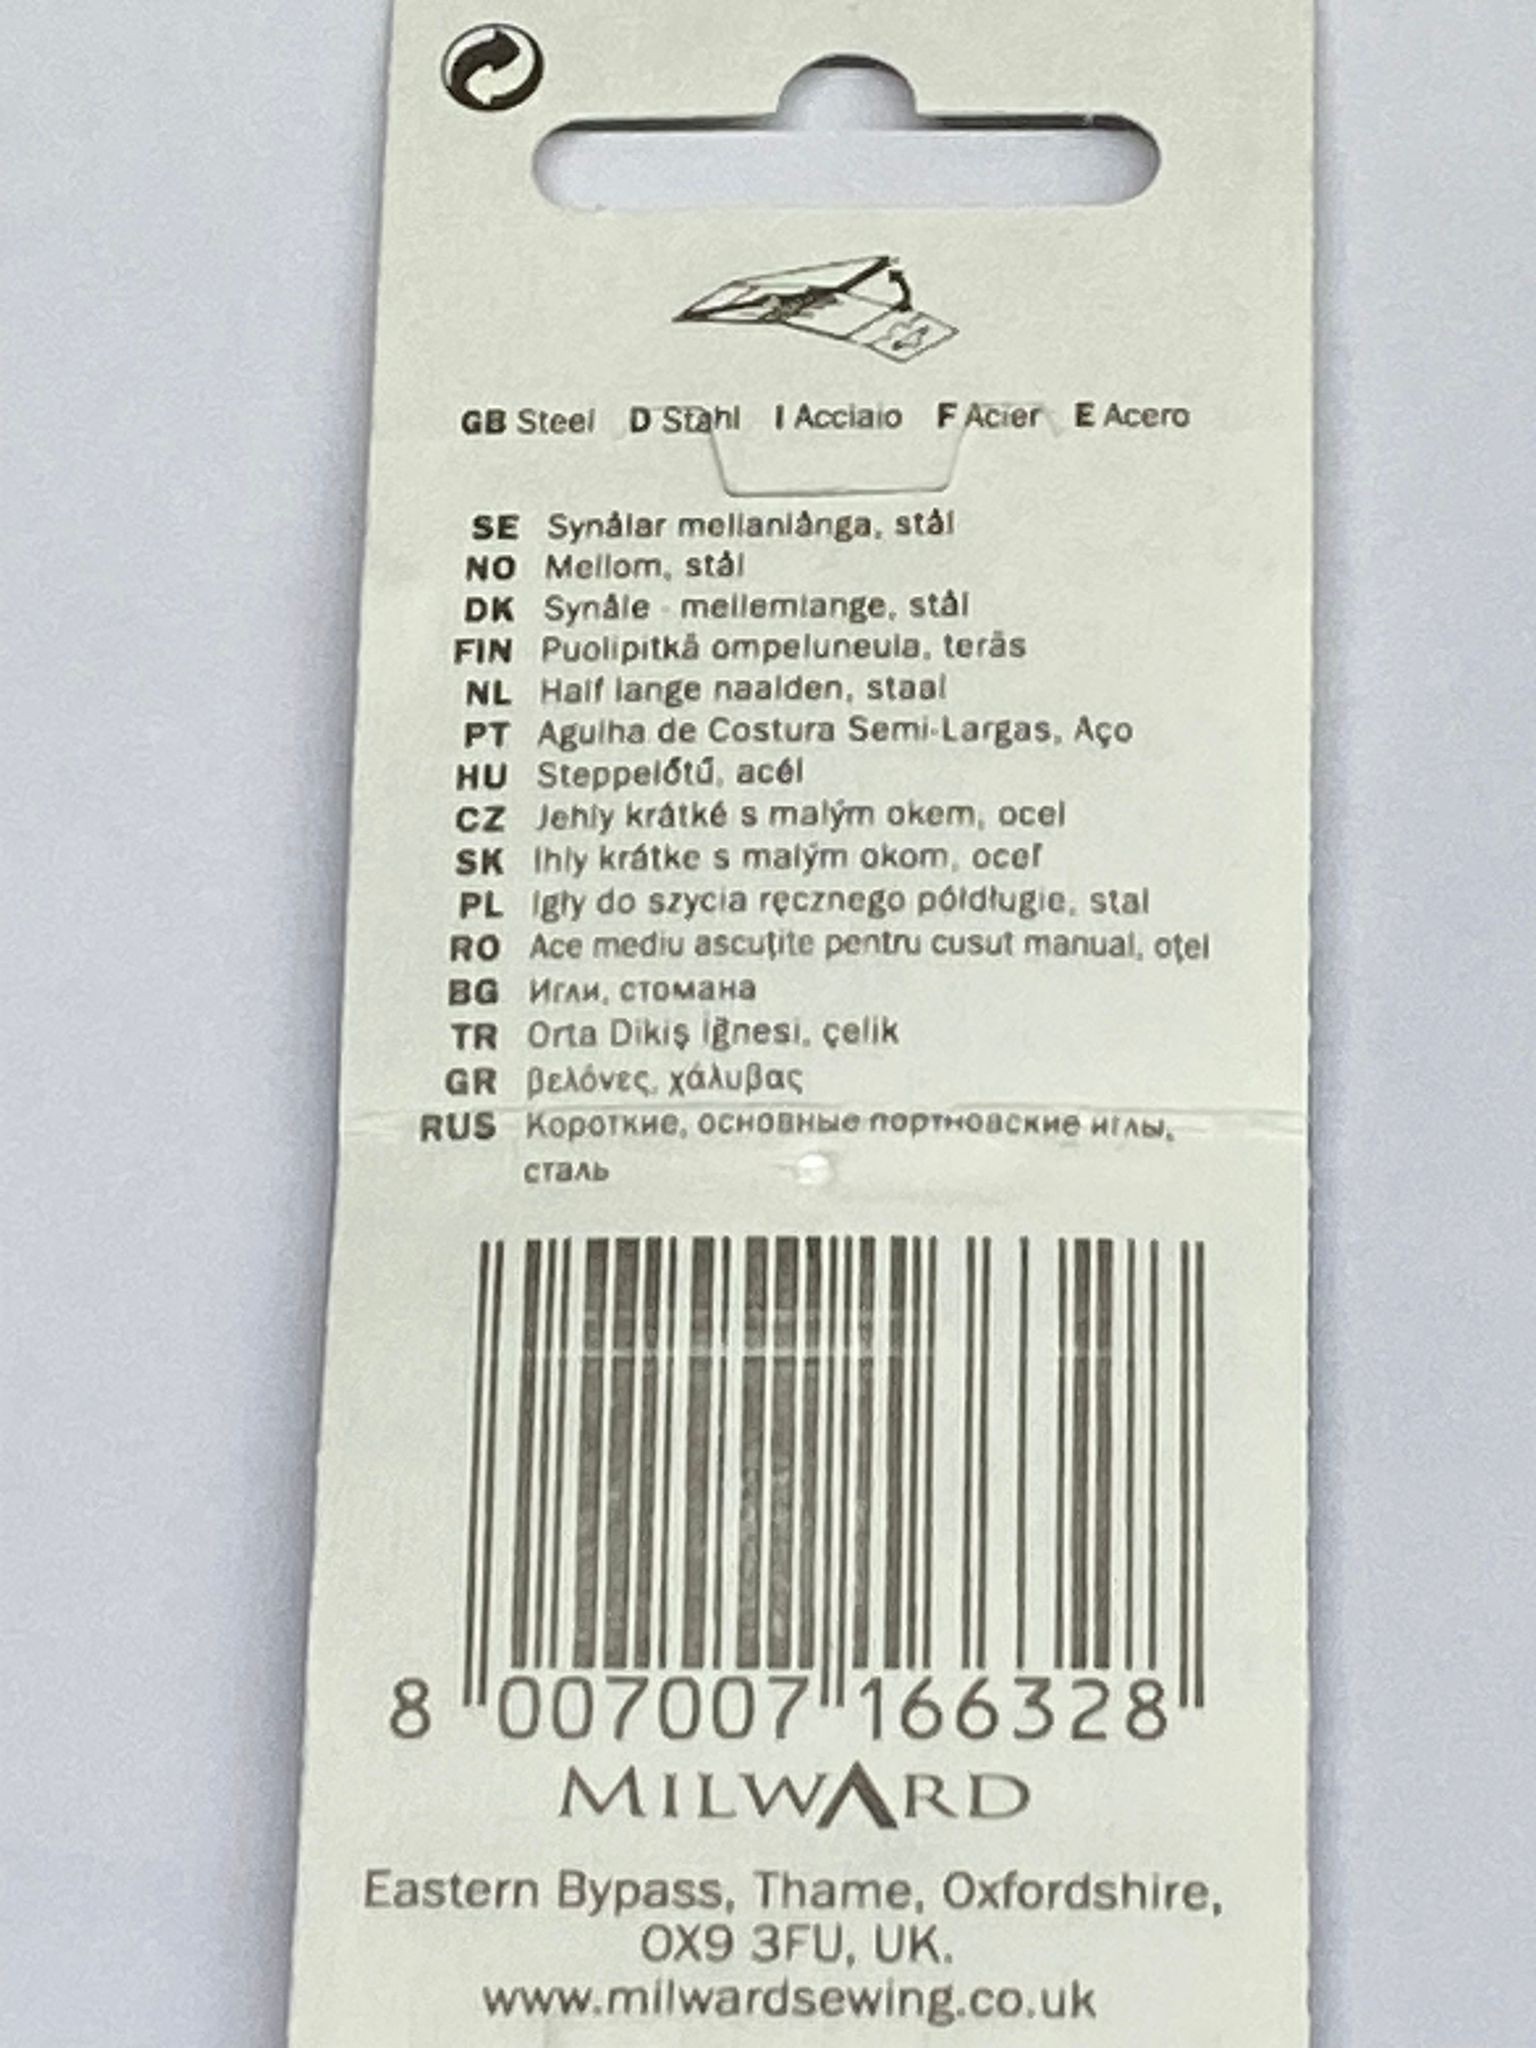 GB Steel D Stahl I Acciaio F Acier E Acero
SE Synålar mellanlånga, stål
NO Mellom, stål
DK Synåle - mellemlange, stål
FIN Puolipitkä ompeluneula, teräs
NL Half lange naalden, staal
PT Agulha de Costura Semi-Largas, Aço
HU Steppelőtű, acél
CZ Jehly krátké s malým okem, ocel
SK Ihly krátke s malým okom, oceľ
PL Igły do szycia ręcznego półdługie, stal
RO Ace mediu ascuţite pentru cusut manual, oţel
BG Игли, стомана
TR Orta Dikiş iğnesi, çelik
GR βελόνες, χάλυβας
RUS Короткие, основные портновские иглы,
сталь
8 007007 166328
MILWARD
Eastern Bypass, Thame, Oxfordshire,
OX9 3FU, UK.
www.milwardsewing.co.uk